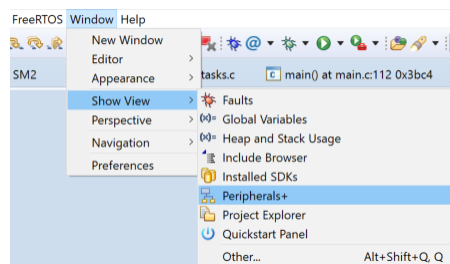 FreeRTOS Window Help
New Window
Editor
SM2
Appearance
tasks.c
main() at main.c:112 0x3bc4
Show View
Faults
Perspective
(x)= Global Variables
Navigation
(x)= Heap and Stack Usage
Preferences
Include Browser
Installed SDKs
Peripherals+
Project Explorer
Quickstart Panel
Other... Alt+Shift+Q, Q